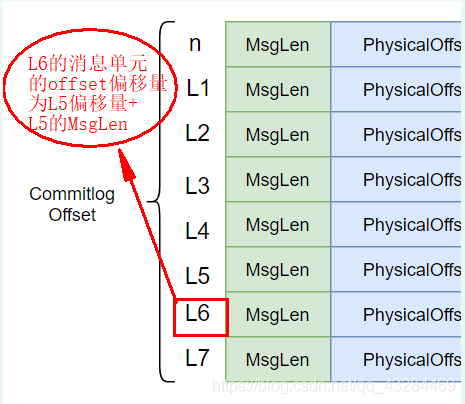 L6的消息单元
的offset偏移量
为L5偏移量+
L5的MsgLen
Commitlog
Offset
n MsgLen PhysicalOffs
L1 MsgLen PhysicalOffs
L2 MsgLen PhysicalOffs
L3 MsgLen PhysicalOffs
L4 MsgLen PhysicalOffs
L5 MsgLen PhysicalOffs
L6 MsgLen PhysicalOffs
L7 MsgLen PhysicalOffs
https://blog.csdn.net/qq_43284469